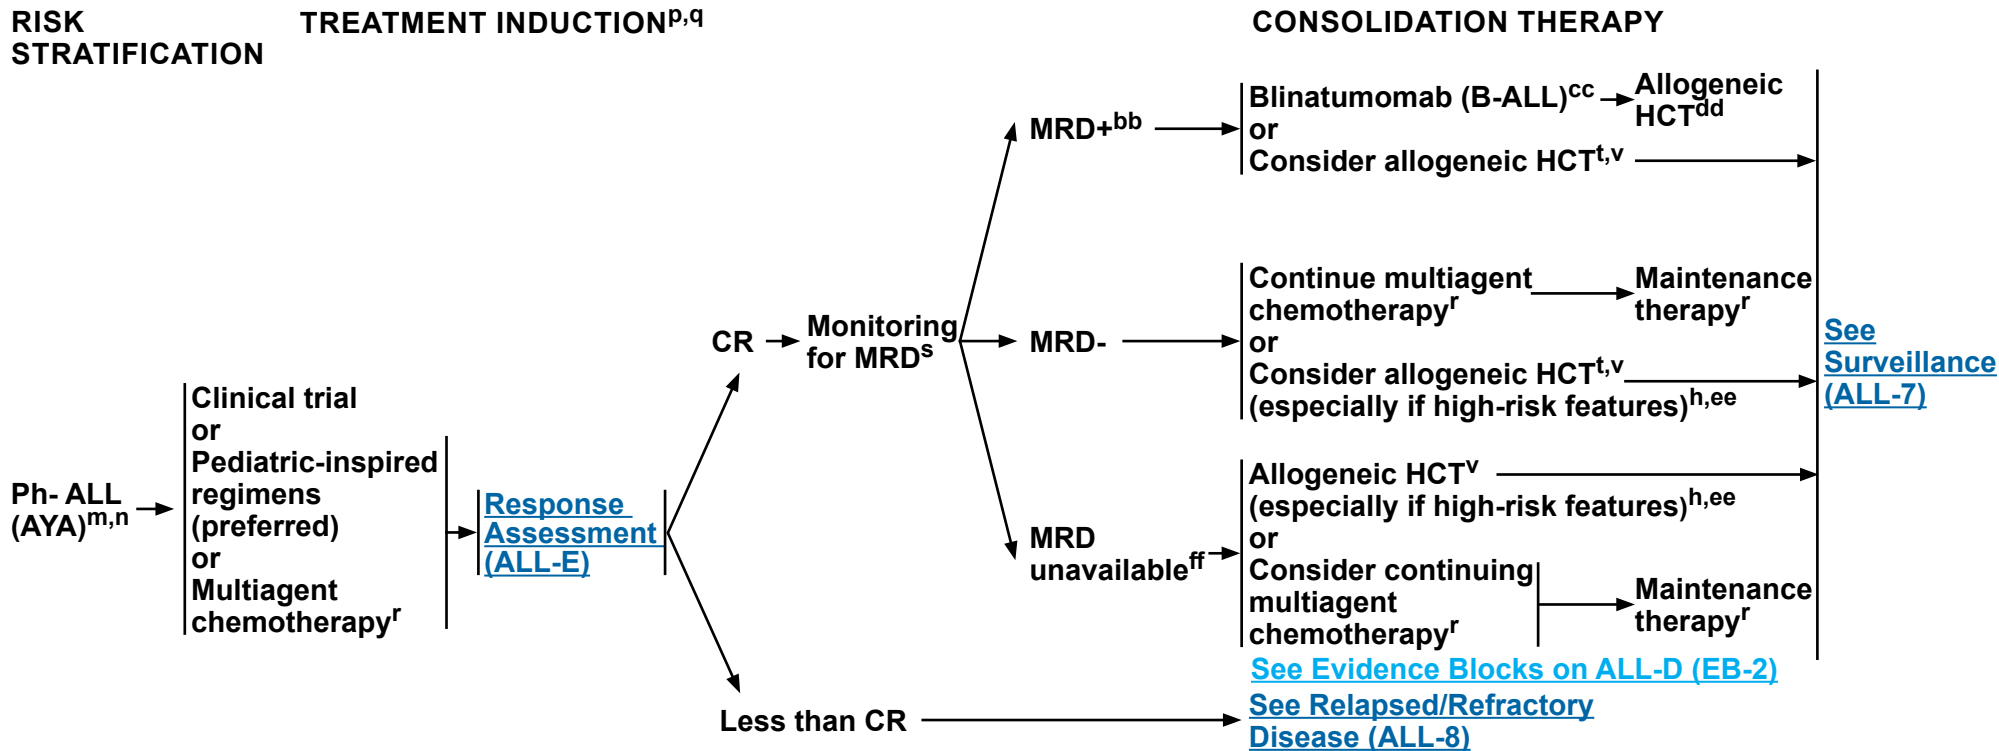 RISK
STRATIFICATION
TREATMENT INDUCTIONp,q
CONSOLIDATION THERAPY
Ph- ALL
(AYA)m,n
Clinical trial
or
Pediatric-inspired
regimens
(preferred)
or
Multiagent
chemotherapyr
Response
Assessment
(ALL-E)
CR
Monitoring
for MRDs
MRD+bb
Blinatumomab (B-ALL)cc
Allogeneic
HCTdd
or
Consider allogeneic HCTt,v
MRD-
Continue multiagent
chemotherapyr
Maintenance
therapyr
or
Consider allogeneic HCTt,v
(especially if high-risk features)h,ee
MRD
unavailableff
Allogeneic HCTv
(especially if high-risk features)h,ee
or
Consider continuing
multiagent
chemotherapyr
Maintenance
therapyr
See
Surveillance
(ALL-7)
See Evidence Blocks on ALL-D (EB-2)
Less than CR
See Relapsed/Refractory
Disease (ALL-8)